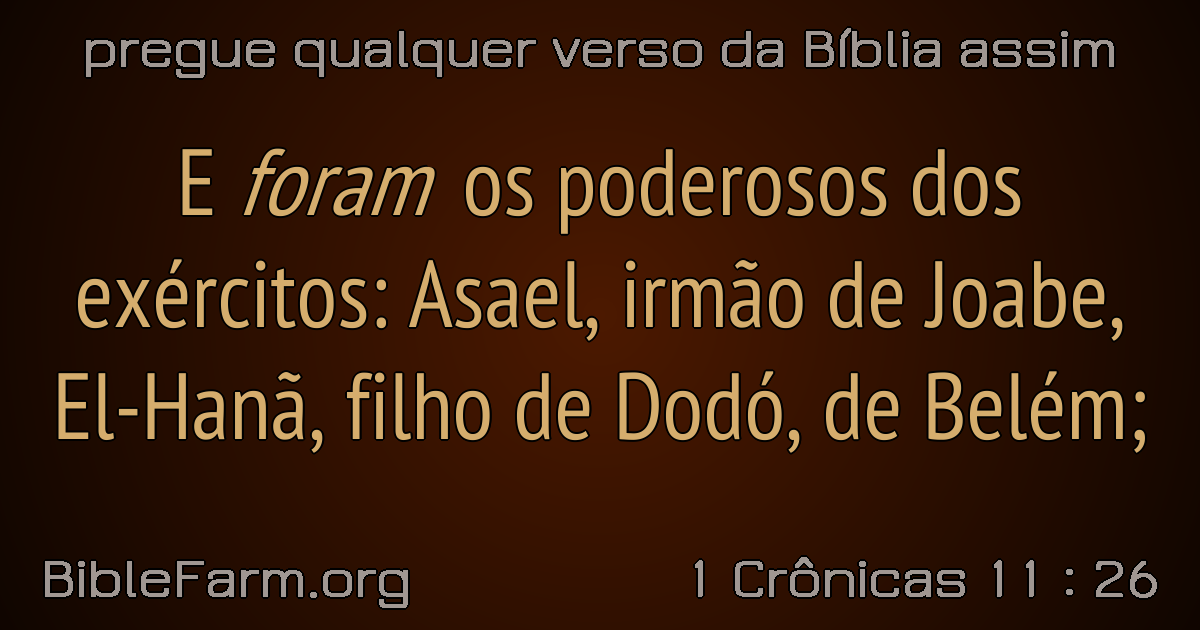 pregue qualquer verso da Bíblia assim
E foram os poderosos dos
exércitos: Asael, irmão de Joabe,
El-Hanã, filho de Dodó, de Belém;
BibleFarm.org
1 Crônicas 11 : 26